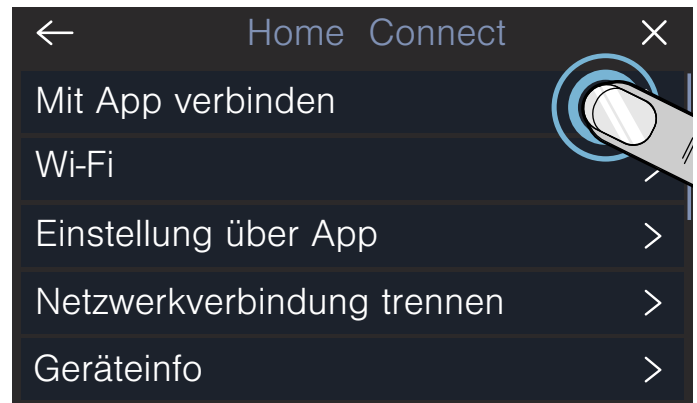 Home Connect
Mit App verbinden
Wi-Fi
Einstellung über App
Netzwerkverbindung trennen
Geräteinfo